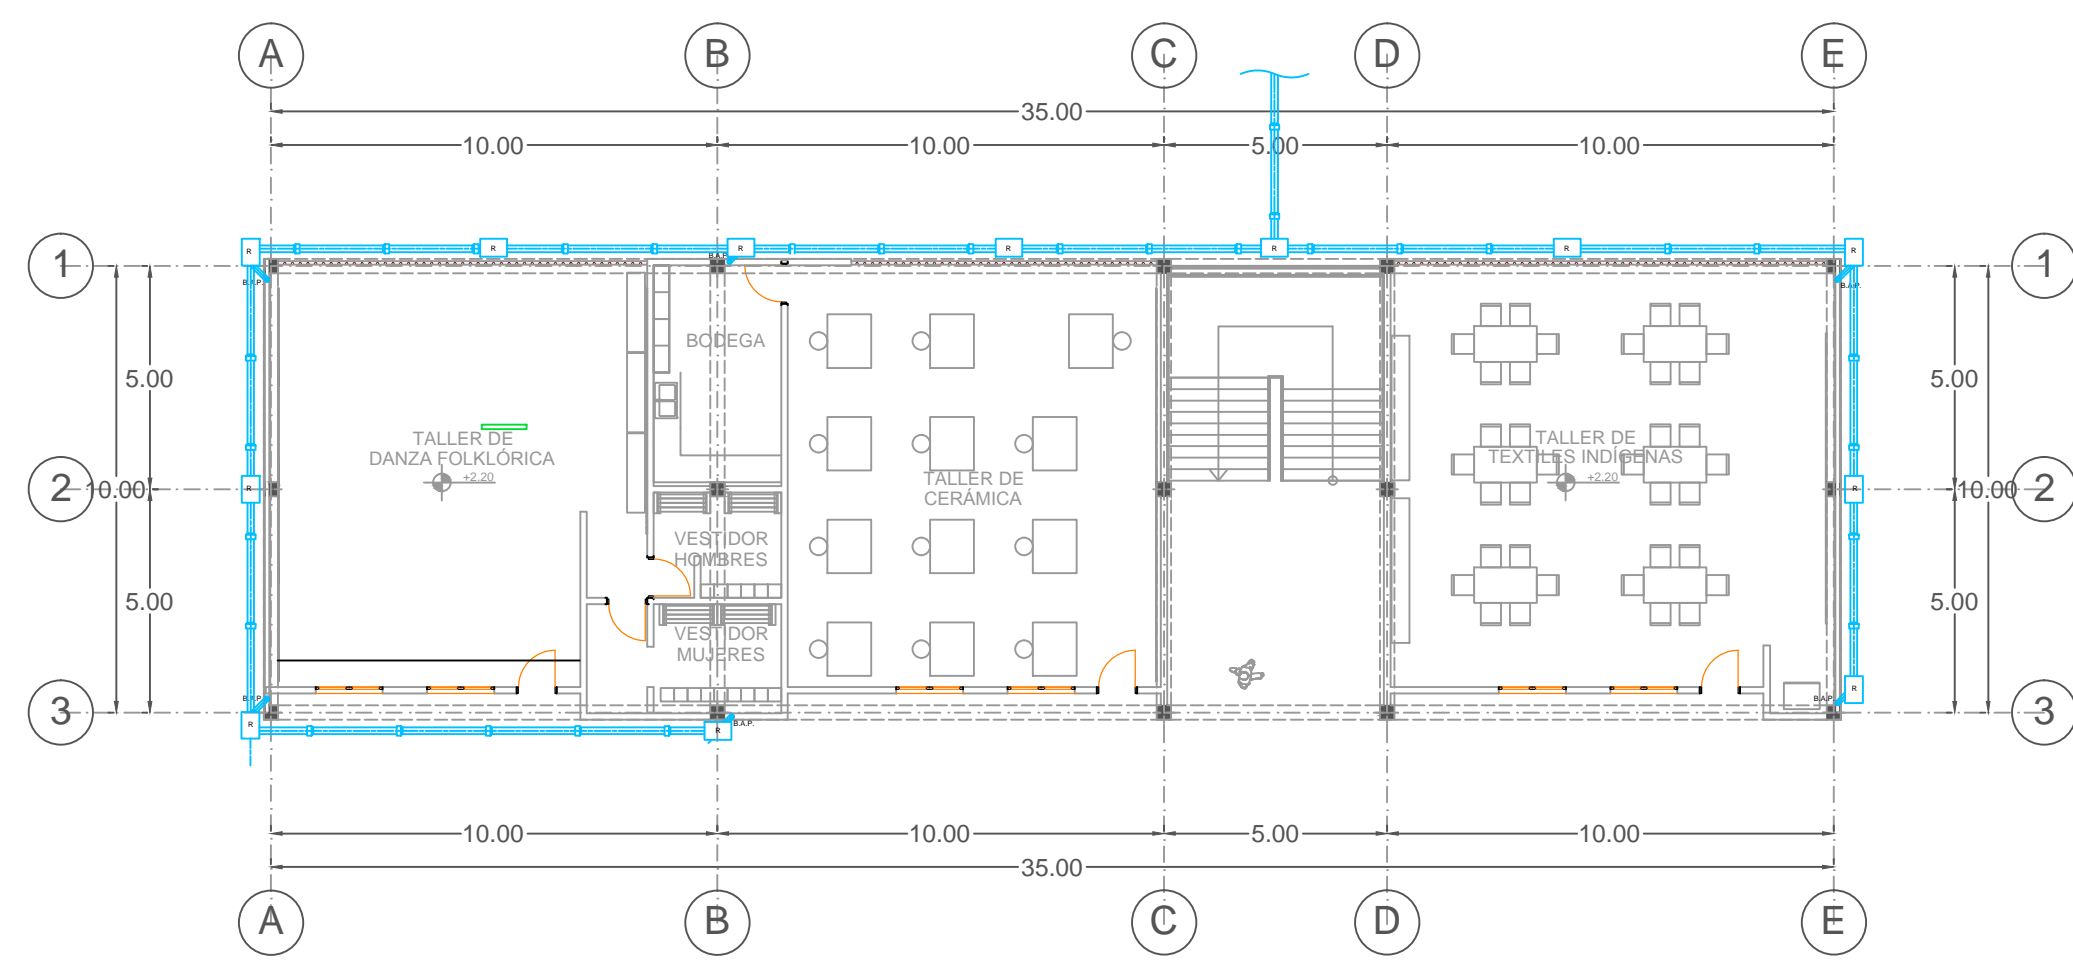 A B C D E
35.00
10.00 10.00 5.00 10.00
R R R R R R R
B.A.P.
1 1
B.A.P. B.A.P.
BODEGA
5.00 5.00
TALLER DE
DANZA FOLKLÓRICA
+2.20
TALLER DE
CERÁMICA
TALLER DE
TEXTILES INDÍGENAS
+2.20
2 10.00 R R 10.00 2
VESTIDOR
HOMBRES
5.00 5.00
VESTIDOR
MUJERES
R
B.A.P. B.A.P.
3 3
R R B.A.P.
10.00 10.00 5.00 10.00
35.00
A B C D E